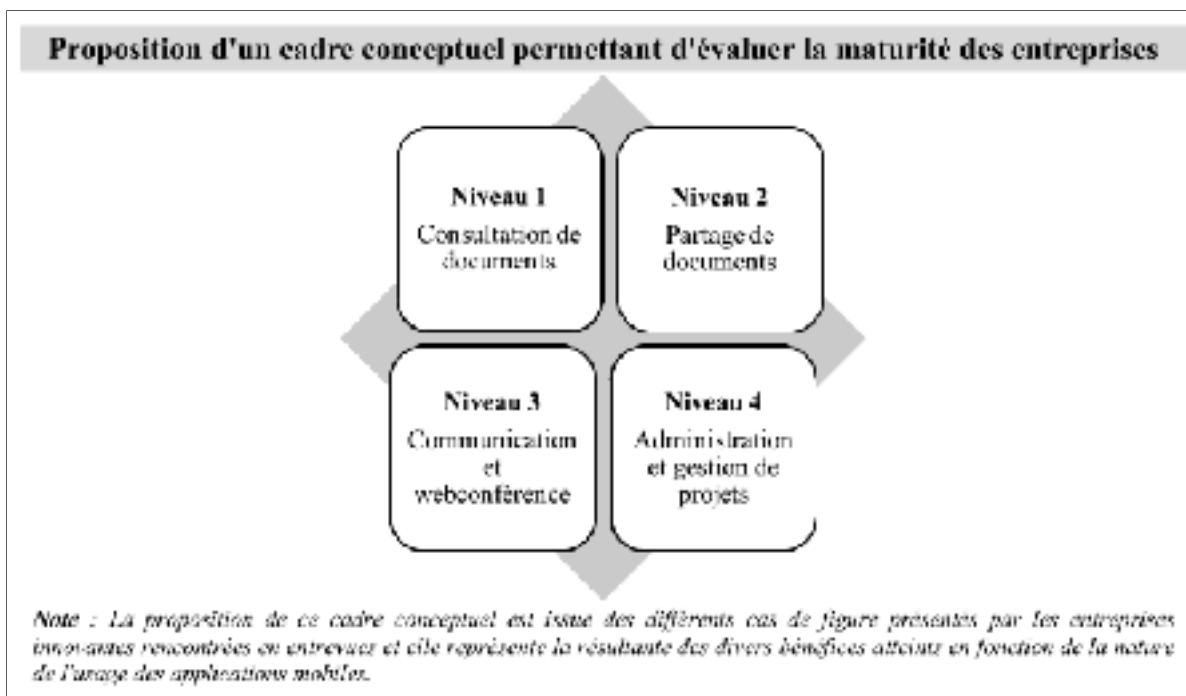 Proposition d'un cadre conceptuel permettant d'évaluer la maturité des entreprises
Niveau 1
Consultation de
documents
Niveau 2
Partage de
documents
Niveau 3
Communication
et
webconférence
Niveau 4
Administration
et gestion de
projets
Note : La proposition de ce cadre conceptuel est issue des différents cas de figure présentés par les entreprises
innovantes rencontrées en entrevues et elle représente la résultante des divers bénéfices atteints en fonction de la nature
de l'usage des applications mobiles.